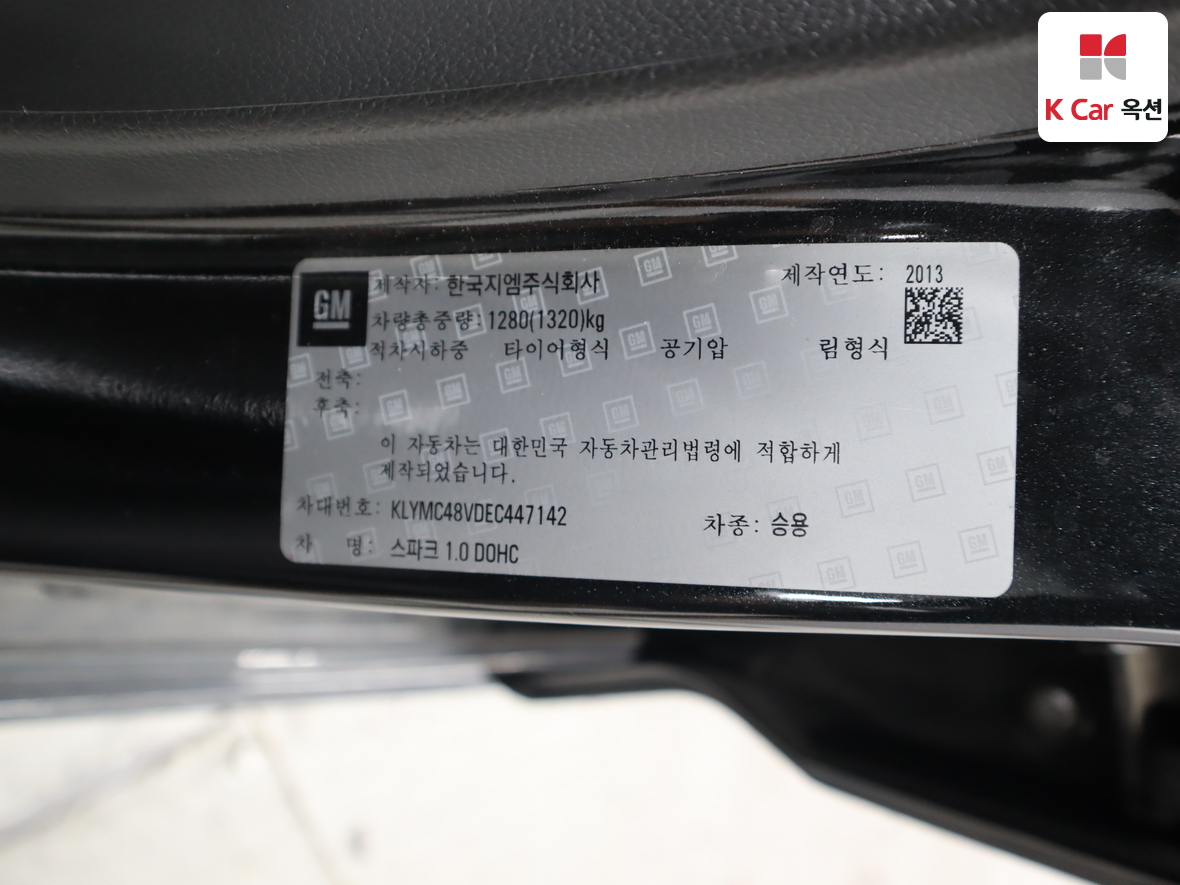 K Car 옥션
GM 제작자: 한국지엠주식회사 제작연도: 2013
차량총중량: 1280(1320)kg
적차시하중 타이어형식 공기압 림형식
전축:
후축:
이 자동차는 대한민국 자동차관리법령에 적합하게
제작되었습니다.
차대번호: KLYMC48VDEC447142 차종: 승용
차 명: 스파크 1.0 DOHC